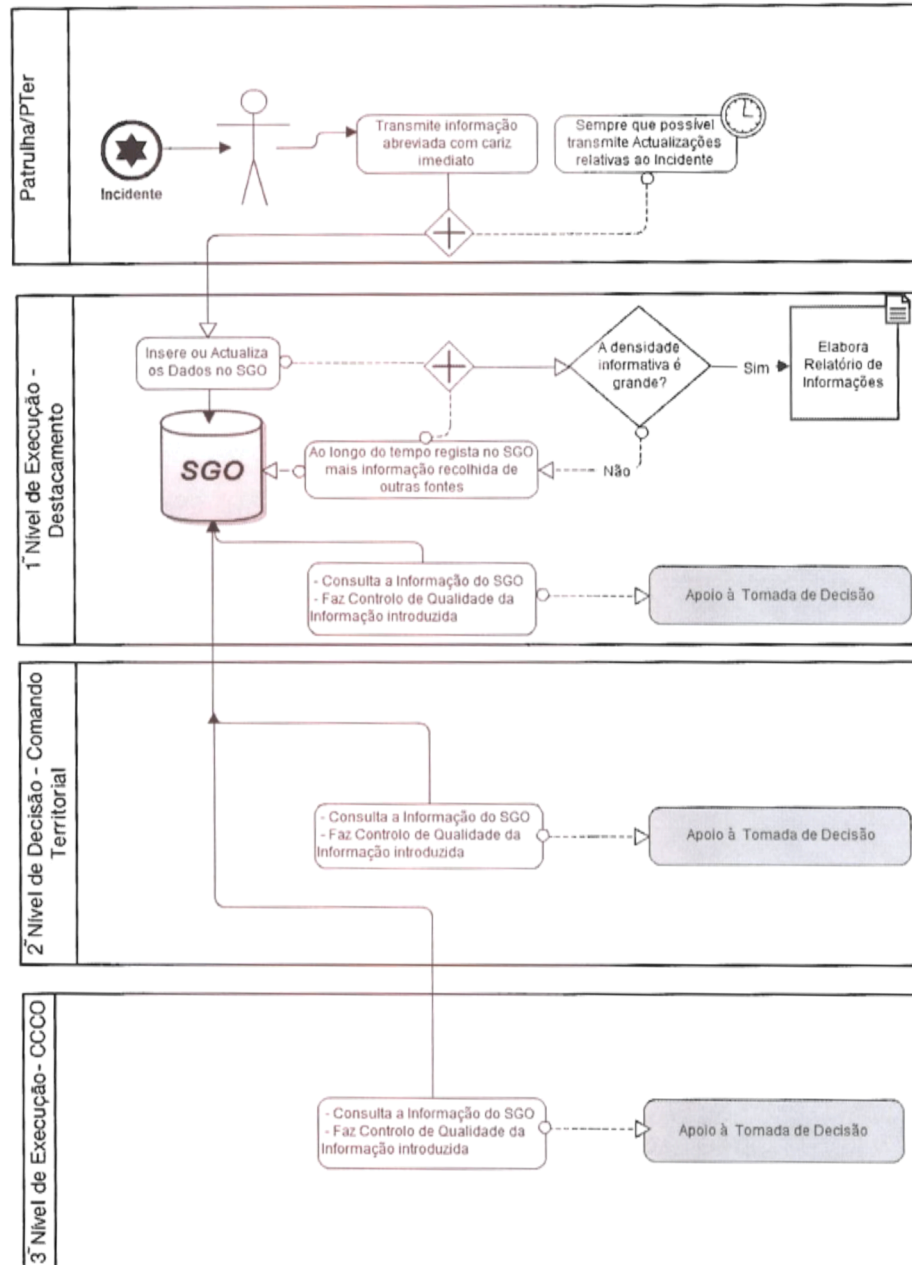 Patrulha/PTer
Incidente
Transmite informação
abreviada com cariz
imediato
Sempre que possível
transmite Actualizações
relativas ao Incidente
1 Nível de Execução -
Destacamento
Insere ou Actualiza
os Dados no SGO
SGO
A densidade
informativa é
grande?
Sim
Elabora
Relatório de
Informações
Ao longo do tempo regista no SGO
mais informação recolhida de
outras fontes
Não
- Consulta a Informação do SGO
- Faz Controlo de Qualidade da
Informação introduzida
Apoio à Tomada de Decisão
2 Nível de Decisão - Comando
Territorial
- Consulta a Informação do SGO
- Faz Controlo de Qualidade da
Informação introduzida
Apoio à Tomada de Decisão
3 Nível de Execução- CCCO
- Consulta a Informação do SGO
- Faz Controlo de Qualidade da
Informação introduzida
Apoio à Tomada de Decisão